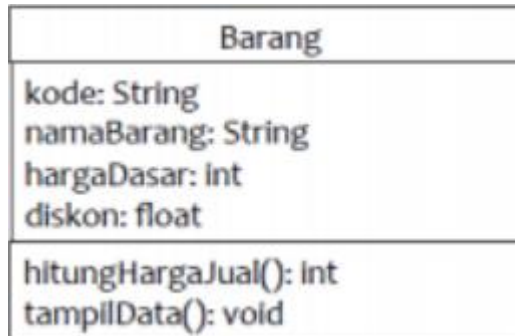 Barang
kode: String
namaBarang: String
hargaDasar: int
diskon: float
hitungHargaJual(): int
tampilData(): void